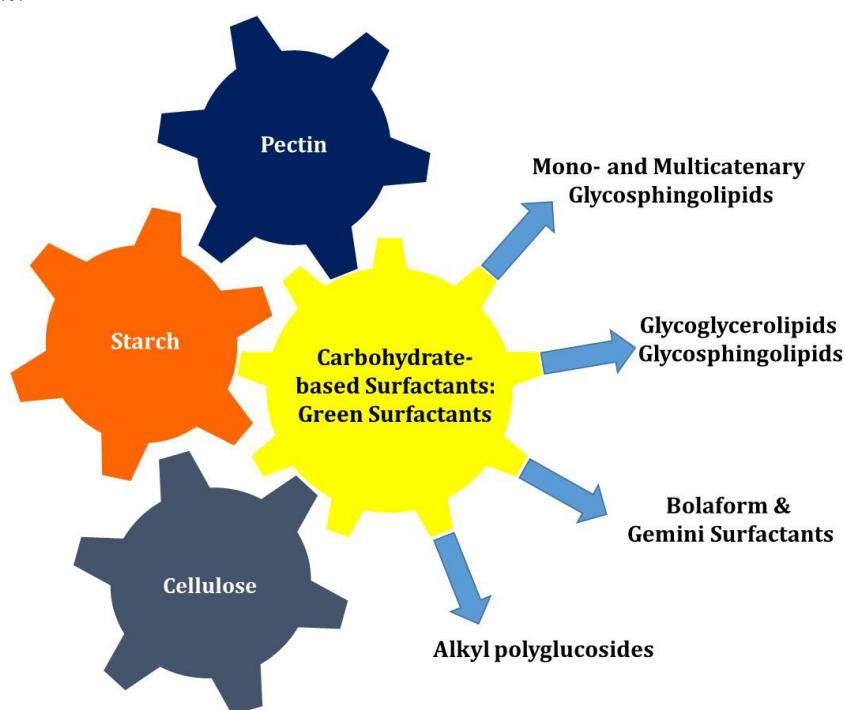 Pectin
Mono- and Multicatenary
Glycosphingolipids
Starch
Glycoglycerolipids
Glycosphingolipids
Carbohydrate-
based Surfactants:
Green Surfactants
Bolaform &
Gemini Surfactants
Cellulose
Alkyl polyglucosides